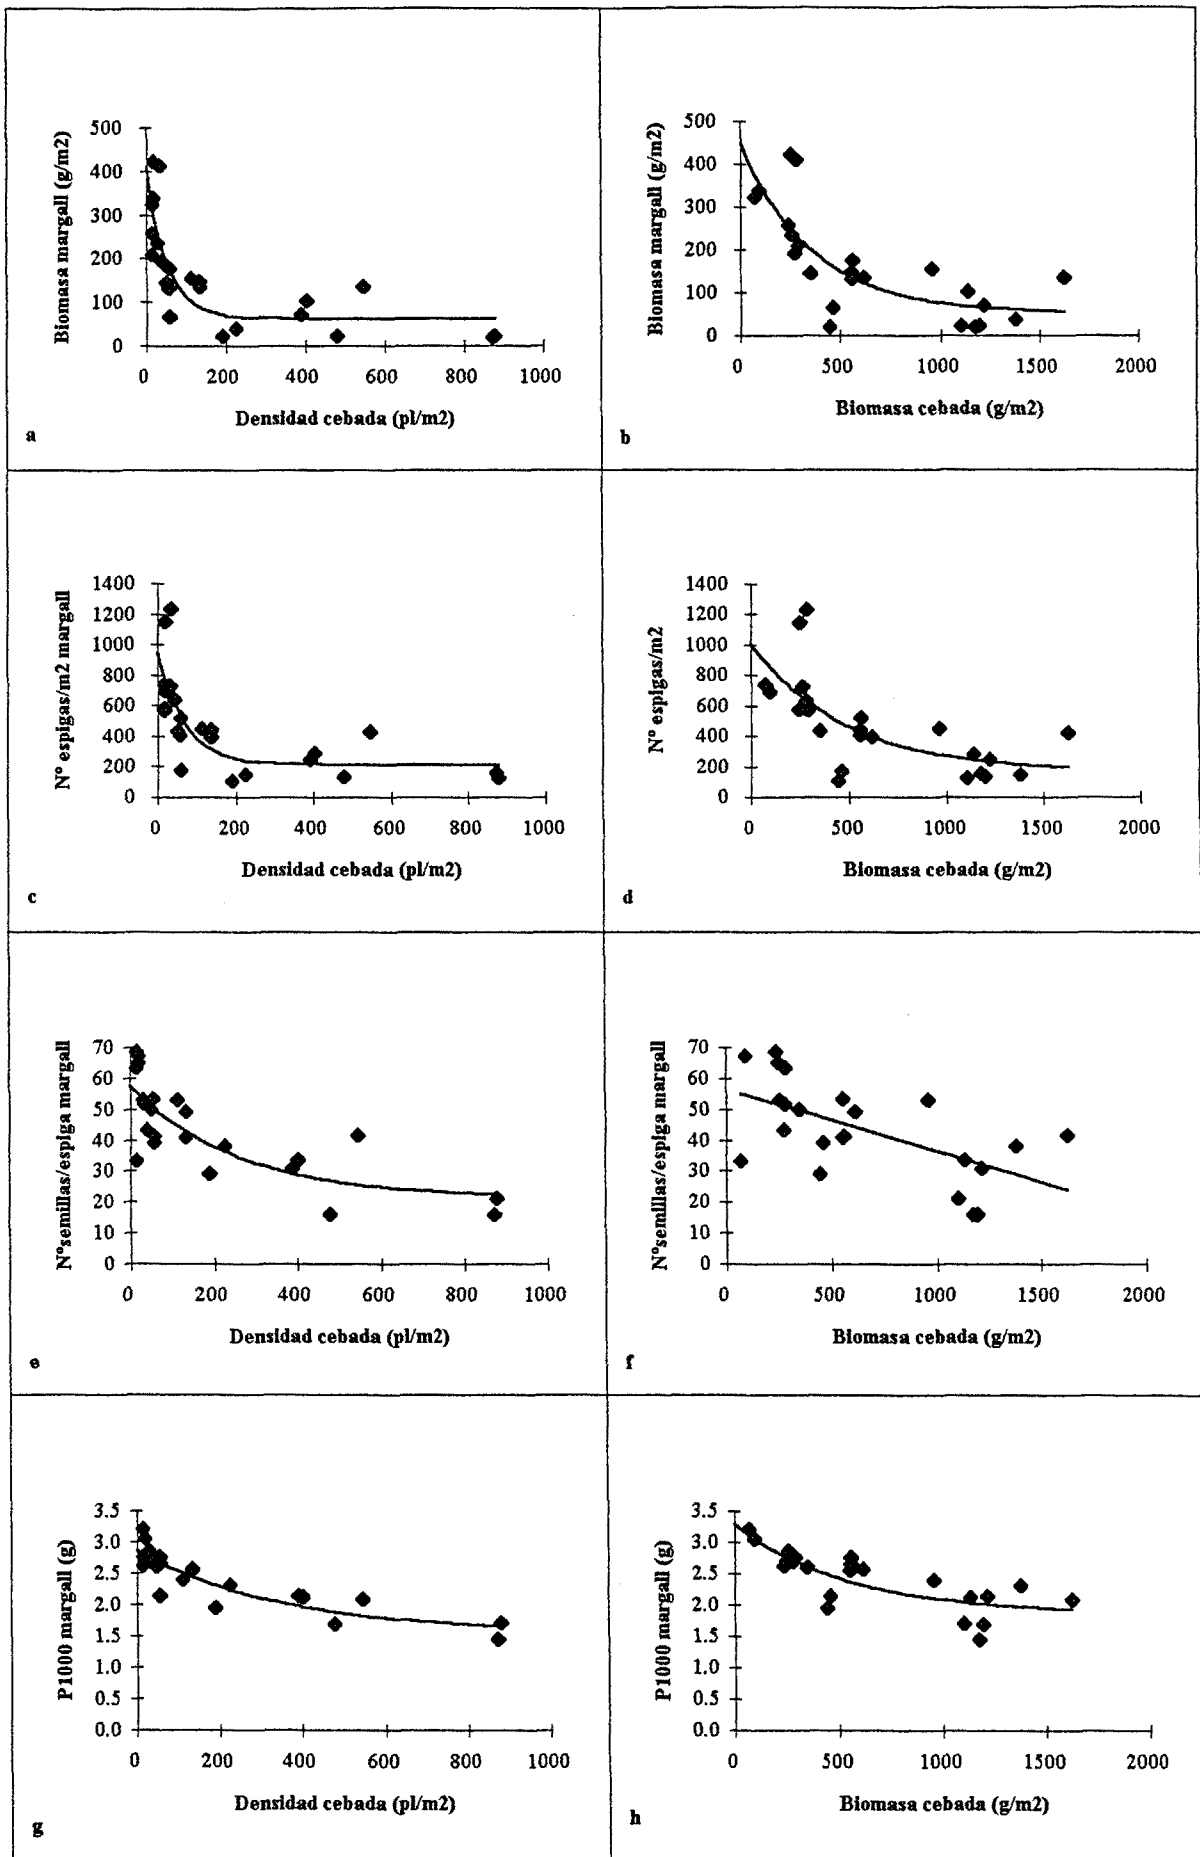 500
400
300
200
100
0
Biomasa margall (g/m2)
0 200 400 600 800 1000
Densidad cebada (pl/m2)
a
500
400
300
200
100
0
Biomasa margall (g/m2)
0 500 1000 1500 2000
Biomasa cebada (g/m2)
b
1400
1200
1000
800
600
400
200
0
Nº espigas/m2 margall
0 200 400 600 800 1000
Densidad cebada (pl/m2)
c
1400
1200
1000
800
600
400
200
0
Nº espigas/m2
0 500 1000 1500 2000
Biomasa cebada (g/m2)
d
70
60
50
40
30
20
10
0
Nºsemillas/espiga margall
0 200 400 600 800 1000
Densidad cebada (pl/m2)
e
70
60
50
40
30
20
10
0
Nºsemillas/espiga margall
0 500 1000 1500 2000
Biomasa cebada (g/m2)
f
3.5
3.0
2.5
2.0
1.5
1.0
0.5
0.0
P1000 margall (g)
0 200 400 600 800 1000
Densidad cebada (pl/m2)
g
3.5
3.0
2.5
2.0
1.5
1.0
0.5
0.0
P1000 margall (g)
0 500 1000 1500 2000
Biomasa cebada (g/m2)
h